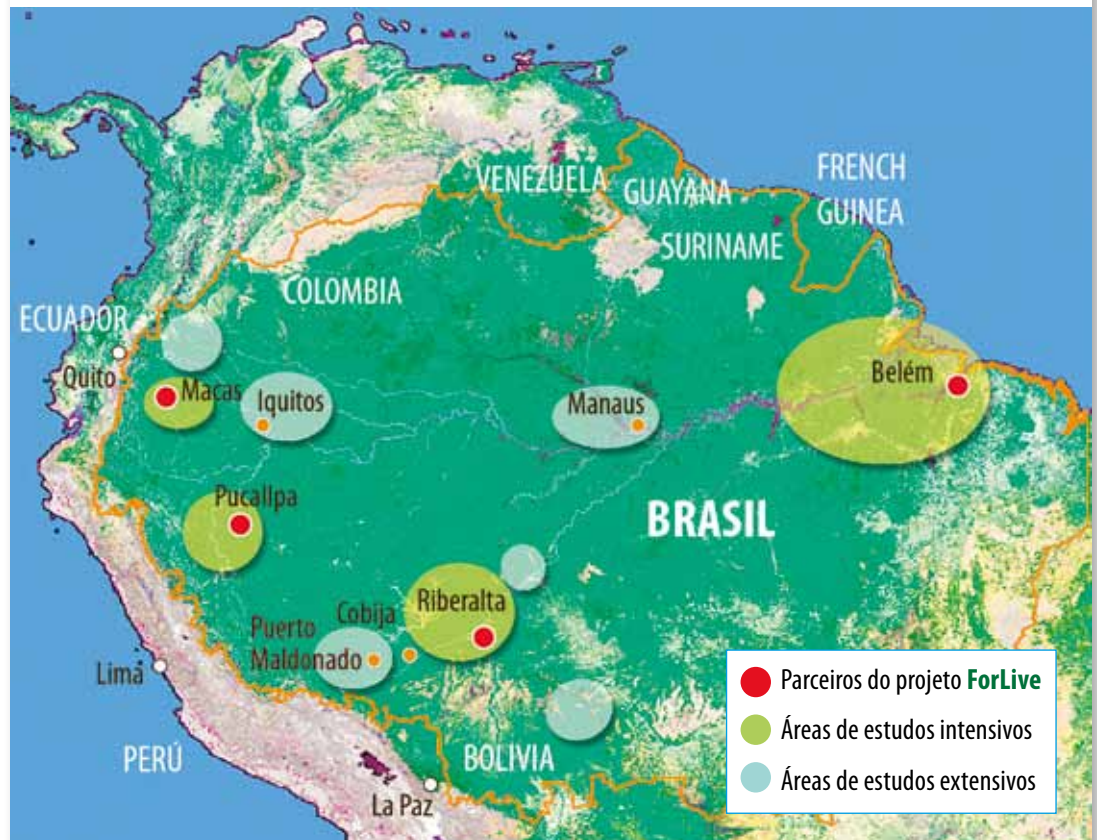 VENEZUELA
GUAYANA
FRENCH
GUINEA
SURINAME
COLOMBIA
ECUADOR
Quito
Macas
Iquitos
Manaus
Belém
Pucallpa
BRASIL
Riberalta
Cobija
Puerto
Maldonado
Lima
PERÚ
BOLIVIA
La Paz
Parceiros do projeto ForLive
Áreas de estudos intensivos
Áreas de estudos extensivos